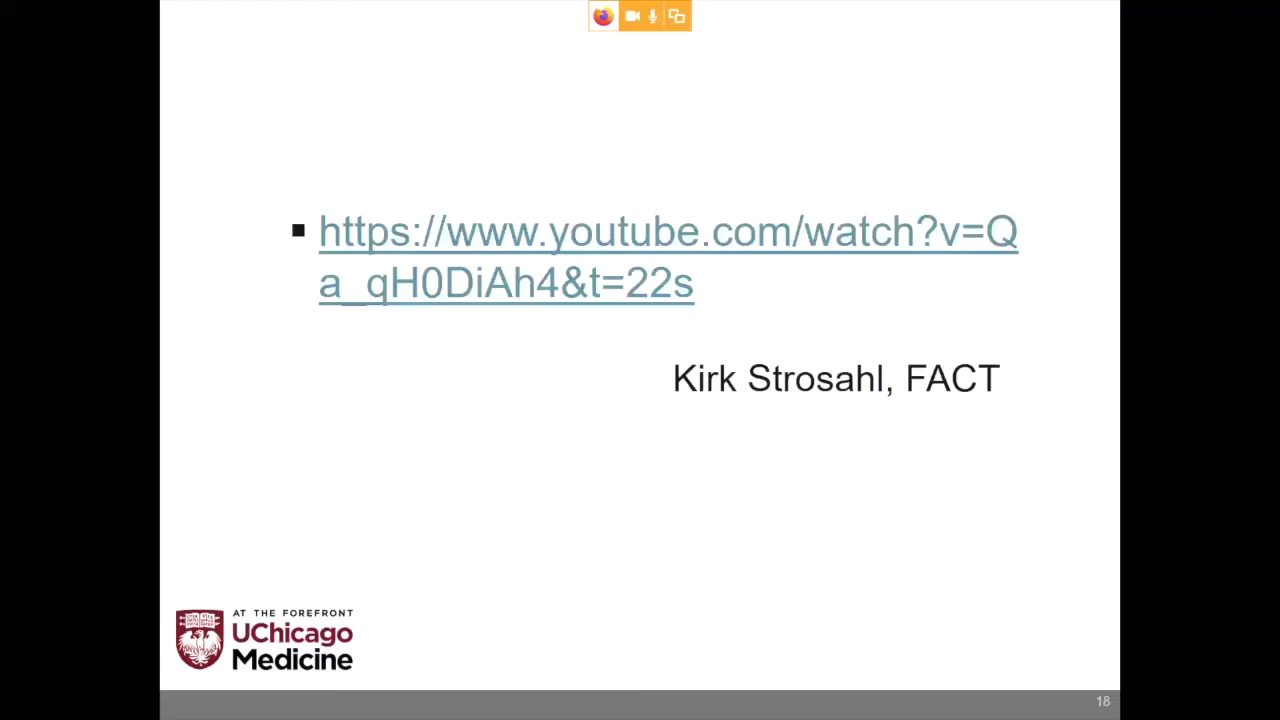 ▪ https://www.youtube.com/watch?v=Q
a_qH0DiAh4&t=22s
Kirk Strosahl, FACT
AT THE FOREFRONT
UChicago
Medicine
18